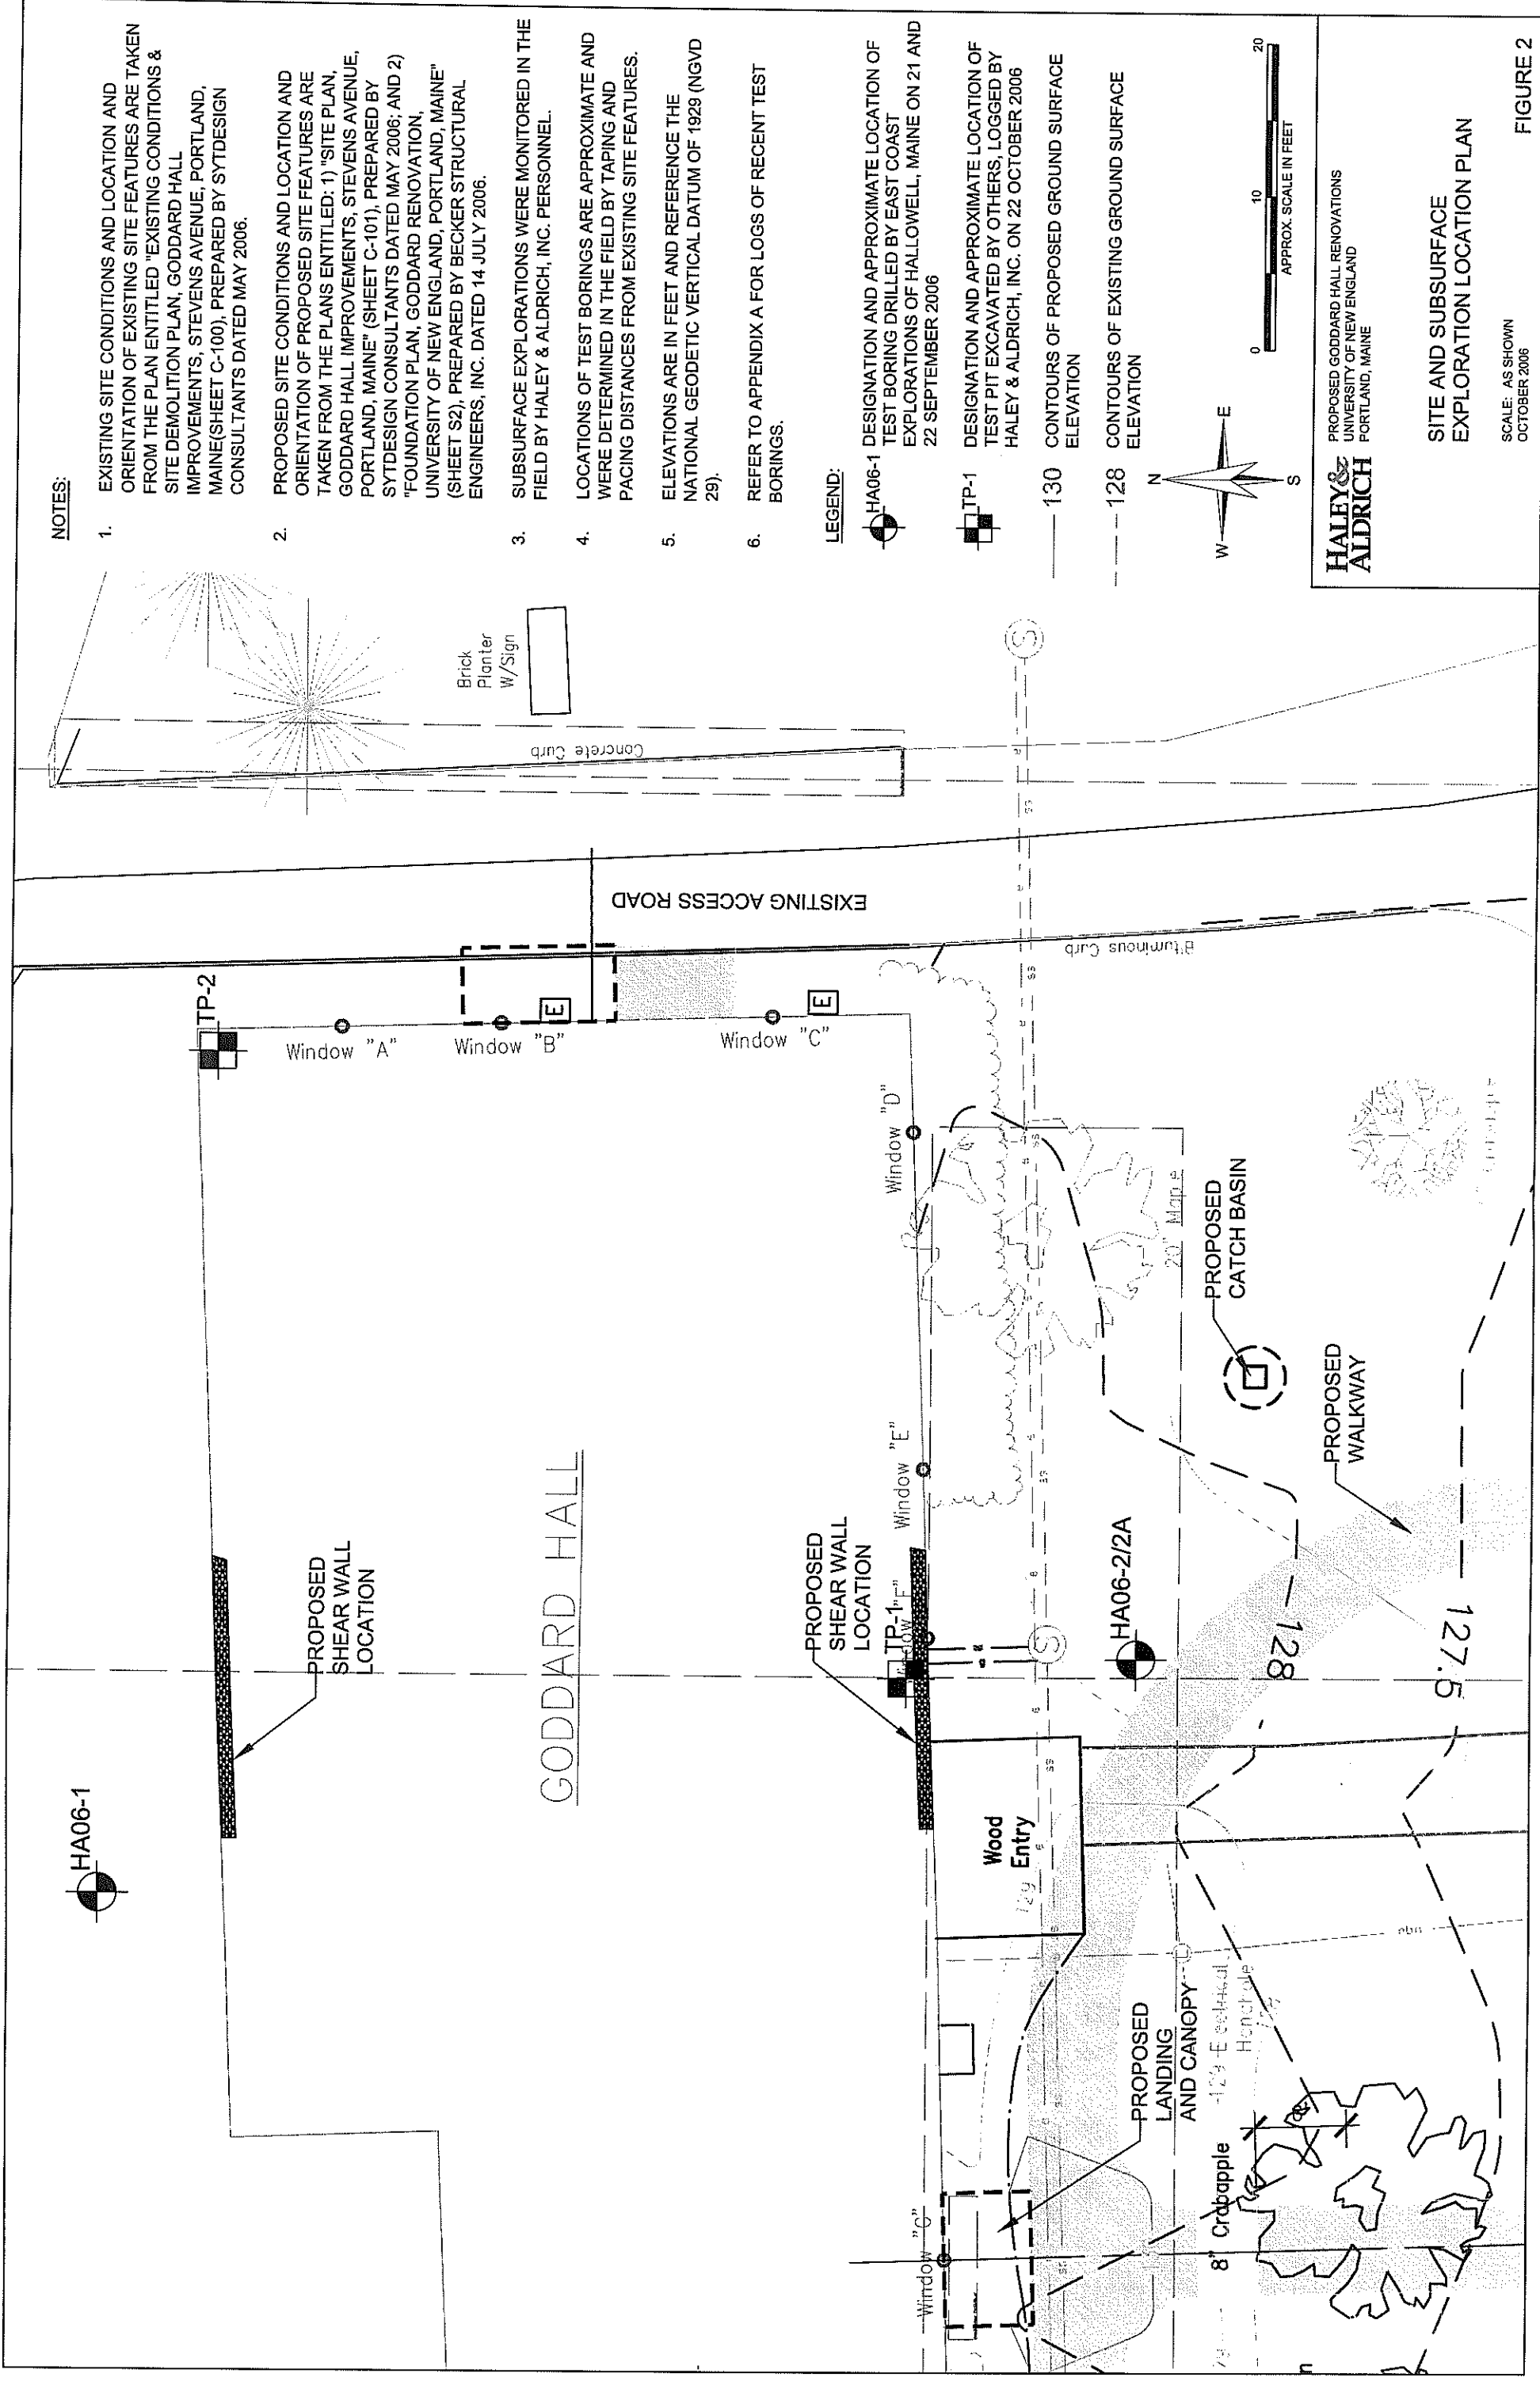 NOTES:
1. EXISTING SITE CONDITIONS AND LOCATION AND
ORIENTATION OF EXISTING SITE FEATURES ARE TAKEN
FROM THE PLAN ENTITLED "EXISTING CONDITIONS &
SITE DEMOLITION PLAN, GODDARD HALL
IMPROVEMENTS, STEVENS AVENUE, PORTLAND,
MAINE(SHEET C-100), PREPARED BY SYTDESIGN
CONSULTANTS DATED MAY 2006.
2. PROPOSED SITE CONDITIONS AND LOCATION AND
ORIENTATION OF PROPOSED SITE FEATURES ARE
TAKEN FROM THE PLANS ENTITLED: 1) "SITE PLAN,
GODDARD HALL IMPROVEMENTS, STEVENS AVENUE,
PORTLAND, MAINE" (SHEET C-101), PREPARED BY
SYTDESIGN CONSULTANTS DATED MAY 2006; AND 2)
"FOUNDATION PLAN, GODDARD RENOVATION,
UNIVERSITY OF NEW ENGLAND, PORTLAND, MAINE"
(SHEET S2), PREPARED BY BECKER STRUCTURAL
ENGINEERS, INC. DATED 14 JULY 2006.
3. SUBSURFACE EXPLORATIONS WERE MONITORED IN THE
FIELD BY HALEY & ALDRICH, INC. PERSONNEL.
4. LOCATIONS OF TEST BORINGS ARE APPROXIMATE AND
WERE DETERMINED IN THE FIELD BY TAPING AND
PACING DISTANCES FROM EXISTING SITE FEATURES.
5. ELEVATIONS ARE IN FEET AND REFERENCE THE
NATIONAL GEODETIC VERTICAL DATUM OF 1929 (NGVD
29).
6. REFER TO APPENDIX A FOR LOGS OF RECENT TEST
BORINGS.
LEGEND:
HA06-1 DESIGNATION AND APPROXIMATE LOCATION OF
TEST BORING DRILLED BY EAST COAST
EXPLORATIONS OF HALLOWELL, MAINE ON 21 AND
22 SEPTEMBER 2006
TP-1 DESIGNATION AND APPROXIMATE LOCATION OF
TEST PIT EXCAVATED BY OTHERS, LOGGED BY
HALEY & ALDRICH, INC. ON 22 OCTOBER 2006
130 CONTOURS OF PROPOSED GROUND SURFACE
ELEVATION
128 CONTOURS OF EXISTING GROUND SURFACE
ELEVATION
N
W E
S
0 10 20
APPROX. SCALE IN FEET
HALEY&
ALDRICH
PROPOSED GODDARD HALL RENOVATIONS
UNIVERSITY OF NEW ENGLAND
PORTLAND, MAINE
SITE AND SUBSURFACE
EXPLORATION LOCATION PLAN
SCALE: AS SHOWN
OCTOBER 2006
FIGURE 2
Brick
Planter
W/Sign
Concrete Curb
EXISTING ACCESS ROAD
Bituminous Curb
S
TP-2
Window "A"
Window "B"
E
Window "C"
E
Window "D"
Window "E"
Window "F"
Window "G"
HA06-1
PROPOSED
SHEAR WALL
LOCATION
GODDARD HALL
PROPOSED
SHEAR WALL
LOCATION
TP-1
S
HA06-2/2A
20" Maple
PROPOSED
CATCH BASIN
PROPOSED
WALKWAY
128
127.5
Wood
Entry
129
PROPOSED
LANDING
AND CANOPY
129
Electrical
Handhole
8" Crabapple